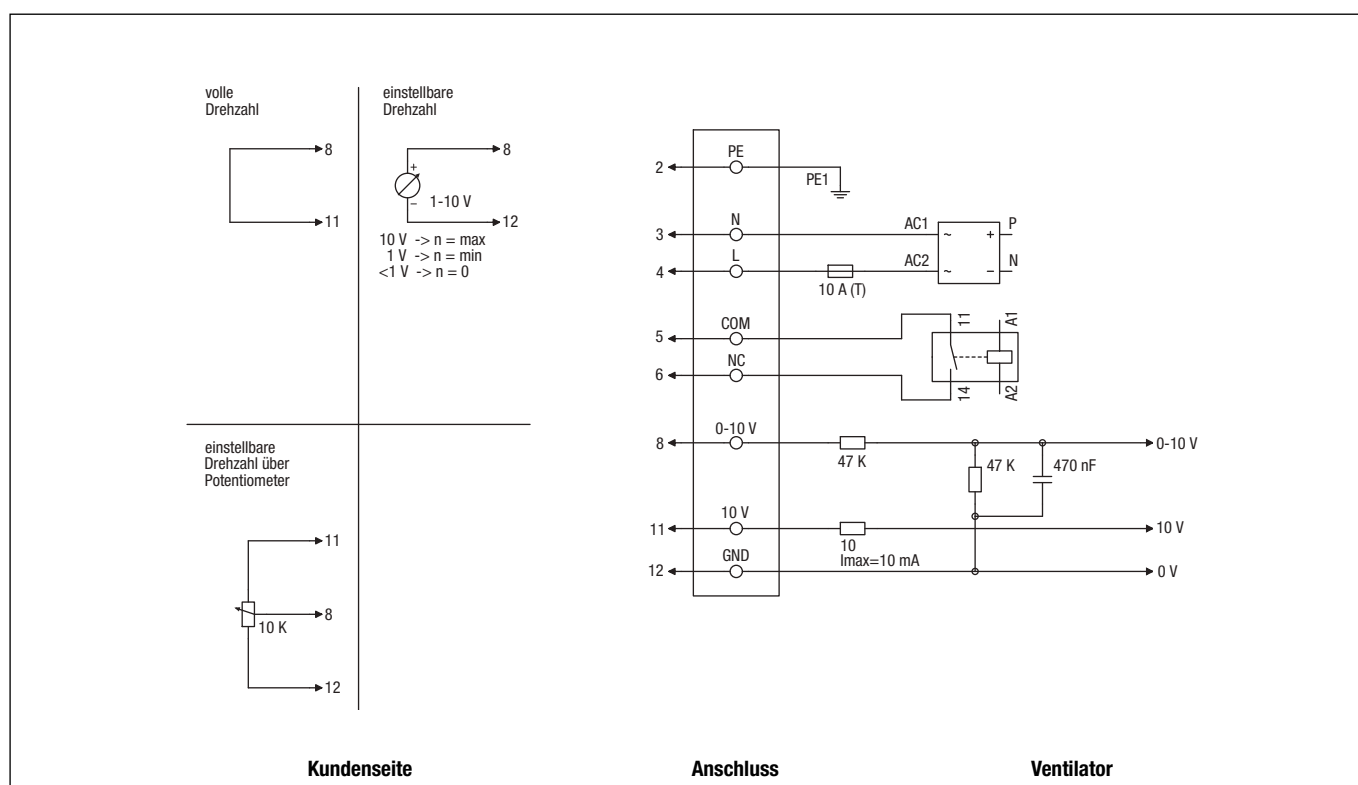 volle
Drehzahl
8
11
einstellbare
Drehzahl
8
+
1-10 V
−
12
10 V -> n = max
1 V -> n = min
<1 V -> n = 0
einstellbare
Drehzahl über
Potentiometer
11
8
10 K
12
2 PE
PE1
3 N AC1 ~ + P
4 L AC2 ~ − N
10 A (T)
5 COM 11 A1
6 NC 14 A2
8 0-10 V 0-10 V
47 K 47 K 470 nF
11 10 V 10 V
10
Imax=10 mA
12 GND 0 V
Kundenseite Anschluss Ventilator